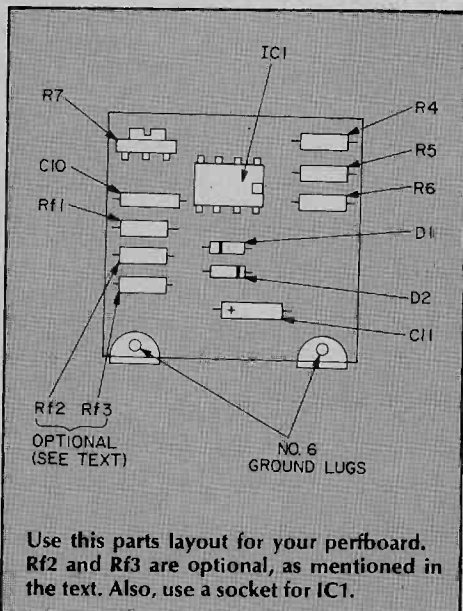 IC1
R7
R4
R5
C10
R6
Rf1
D1
D2
+
C11
Rf2 Rf3
OPTIONAL
(SEE TEXT)
NO. 6
GROUND LUGS
Use this parts layout for your perfboard.
Rf2 and Rf3 are optional, as mentioned in
the text. Also, use a socket for IC1.